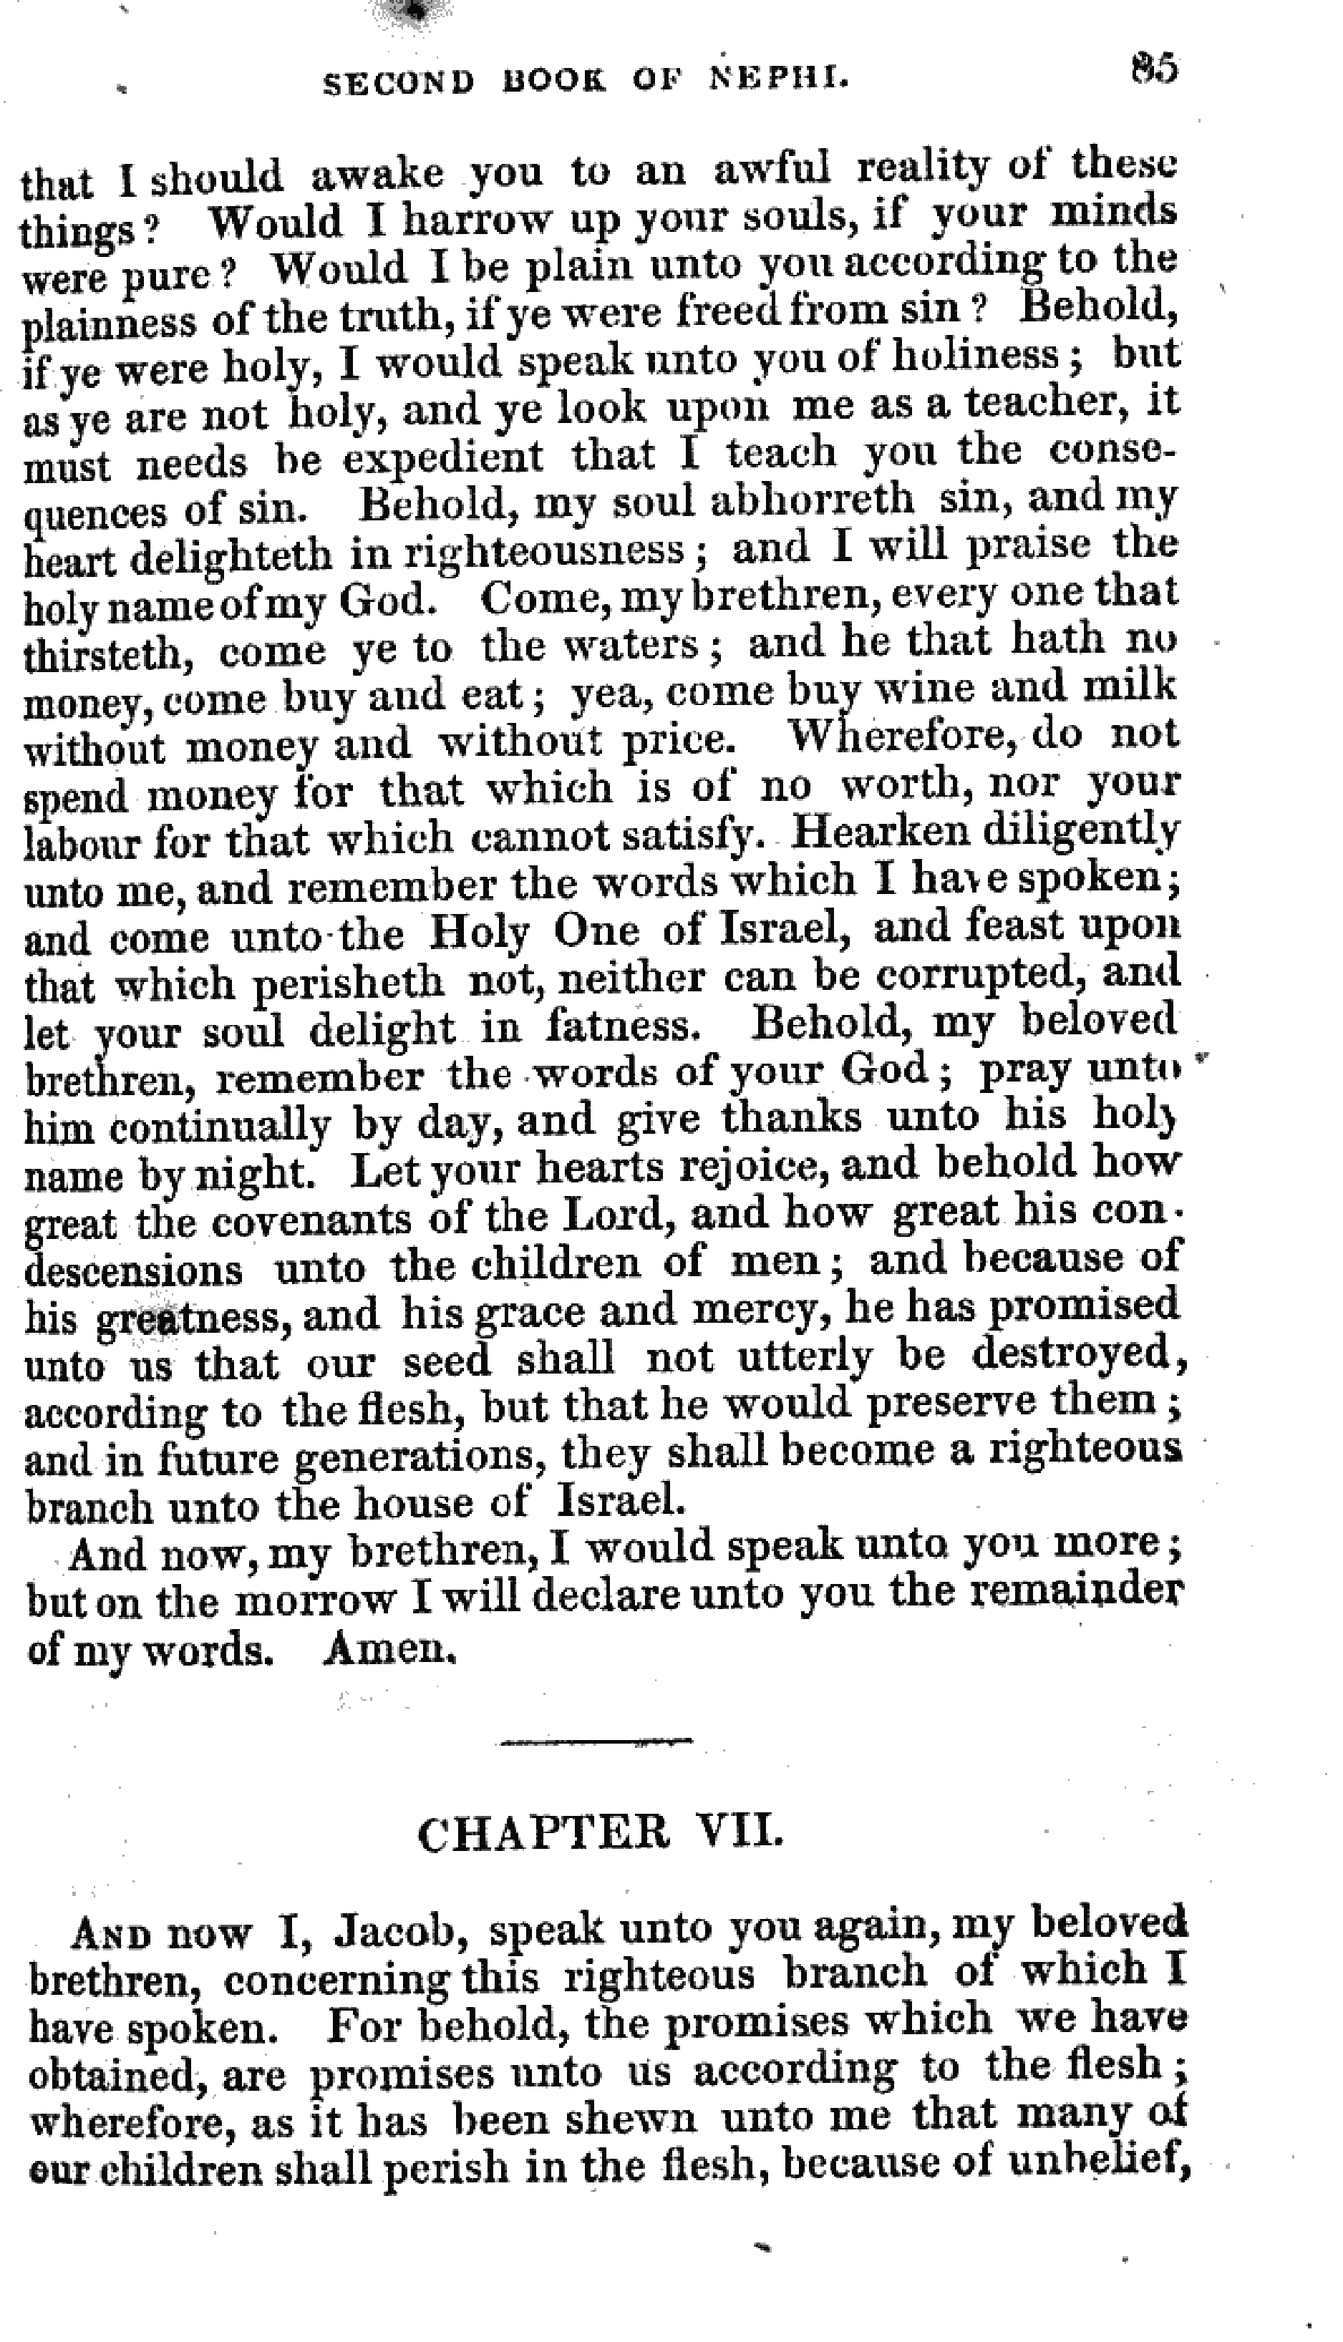 SECOND BOOK OF NEPHI. 85
that I should awake you to an awful reality of these
things? Would I harrow up your souls, if your minds
were pure? Would I be plain unto you according to the
plainness of the truth, if ye were freed from sin? Behold,
if ye were holy, I would speak unto you of holiness; but
as ye are not holy, and ye look upon me as a teacher, it
must needs be expedient that I teach you the conse-
quences of sin. Behold, my soul abhorreth sin, and my
heart delighteth in righteousness; and I will praise the
holy name of my God. Come, my brethren, every one that
thirsteth, come ye to the waters; and he that hath no
money, come buy and eat; yea, come buy wine and milk
without money and without price. Wherefore, do not
spend money for that which is of no worth, nor your
labour for that which cannot satisfy. Hearken diligently
unto me, and remember the words which I have spoken;
and come unto the Holy One of Israel, and feast upon
that which perisheth not, neither can be corrupted, and
let your soul delight in fatness. Behold, my beloved
brethren, remember the words of your God; pray unto
him continually by day, and give thanks unto his holy
name by night. Let your hearts rejoice, and behold how
great the covenants of the Lord, and how great his con-
descensions unto the children of men; and because of
his greatness, and his grace and mercy, he has promised
unto us that our seed shall not utterly be destroyed,
according to the flesh, but that he would preserve them;
and in future generations, they shall become a righteous
branch unto the house of Israel.
And now, my brethren, I would speak unto you more;
but on the morrow I will declare unto you the remainder
of my words. Amen.
CHAPTER VII.
AND now I, Jacob, speak unto you again, my beloved
brethren, concerning this righteous branch of which I
have spoken. For behold, the promises which we have
obtained, are promises unto us according to the flesh;
wherefore, as it has been shewn unto me that many of
our children shall perish in the flesh, because of unbelief,